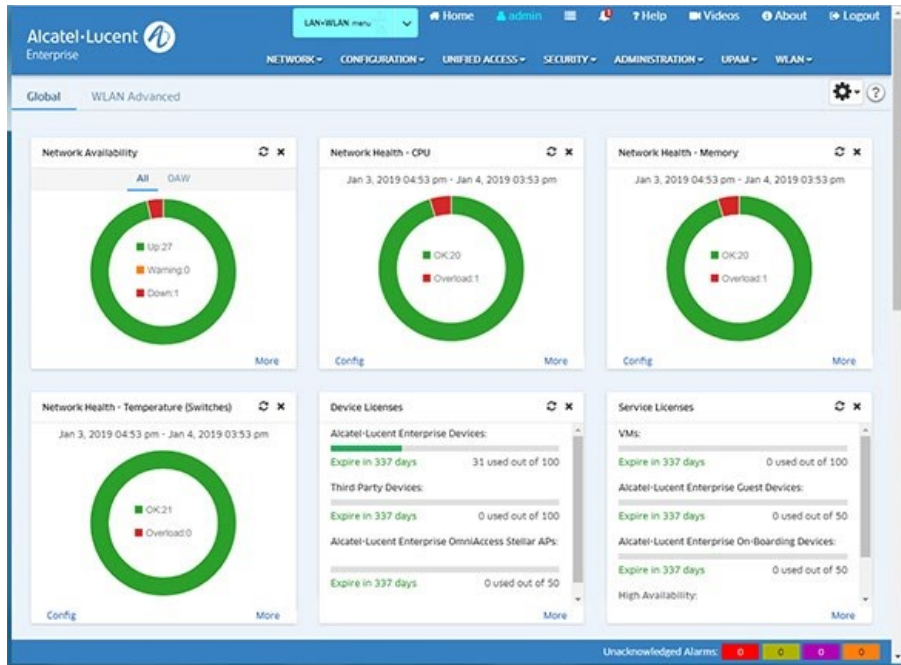 LAN+WLAN menu
Home admin ? Help Videos About Logout
Alcatel·Lucent
Enterprise
NETWORK CONFIGURATION UNIFIED ACCESS SECURITY ADMINISTRATION UPAM WLAN
Global WLAN Advanced
?
Network Availability
All OAW
Up:27
Warning:0
Down:1
More
Network Health - CPU
Jan 3, 2019 04:53 pm - Jan 4, 2019 03:53 pm
OK:20
Overload:1
Config More
Network Health - Memory
Jan 3, 2019 04:53 pm - Jan 4, 2019 03:53 pm
OK:20
Overload:1
Config More
Network Health - Temperature (Switches)
Jan 3, 2019 04:53 pm - Jan 4, 2019 03:53 pm
OK:21
Overload:0
Config More
Device Licenses
Alcatel-Lucent Enterprise Devices:
Expire in 337 days 31 used out of 100
Third Party Devices:
Expire in 337 days 0 used out of 100
Alcatel-Lucent Enterprise OmniAccess Stellar APs:
Expire in 337 days 0 used out of 50
More
Service Licenses
VMs:
Expire in 337 days 0 used out of 100
Alcatel-Lucent Enterprise Guest Devices:
Expire in 337 days 0 used out of 50
Alcatel-Lucent Enterprise On-Boarding Devices:
Expire in 337 days 0 used out of 50
High Availability:
More
Unacknowledged Alarms: 0 0 0 0